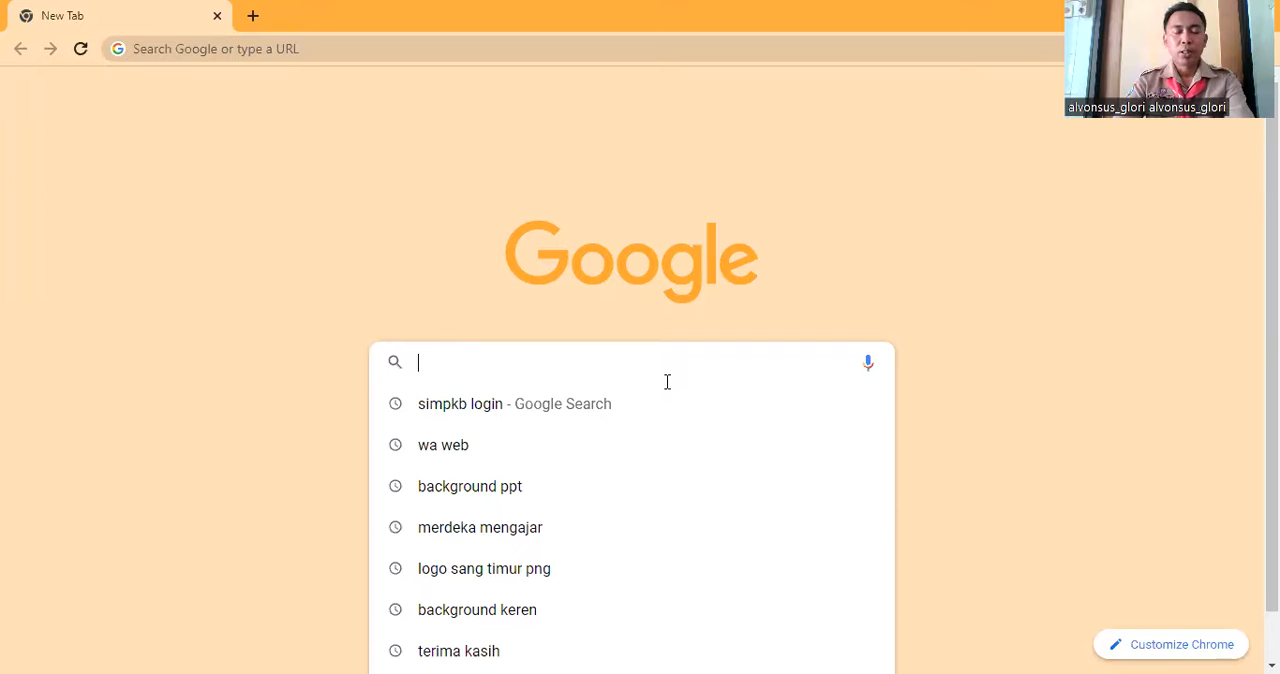 New Tab
Search Google or type a URL
alvonsus_glori alvonsus_glori
Google
simpkb login - Google Search
wa web
background ppt
merdeka mengajar
logo sang timur png
background keren
terima kasih
Customize Chrome